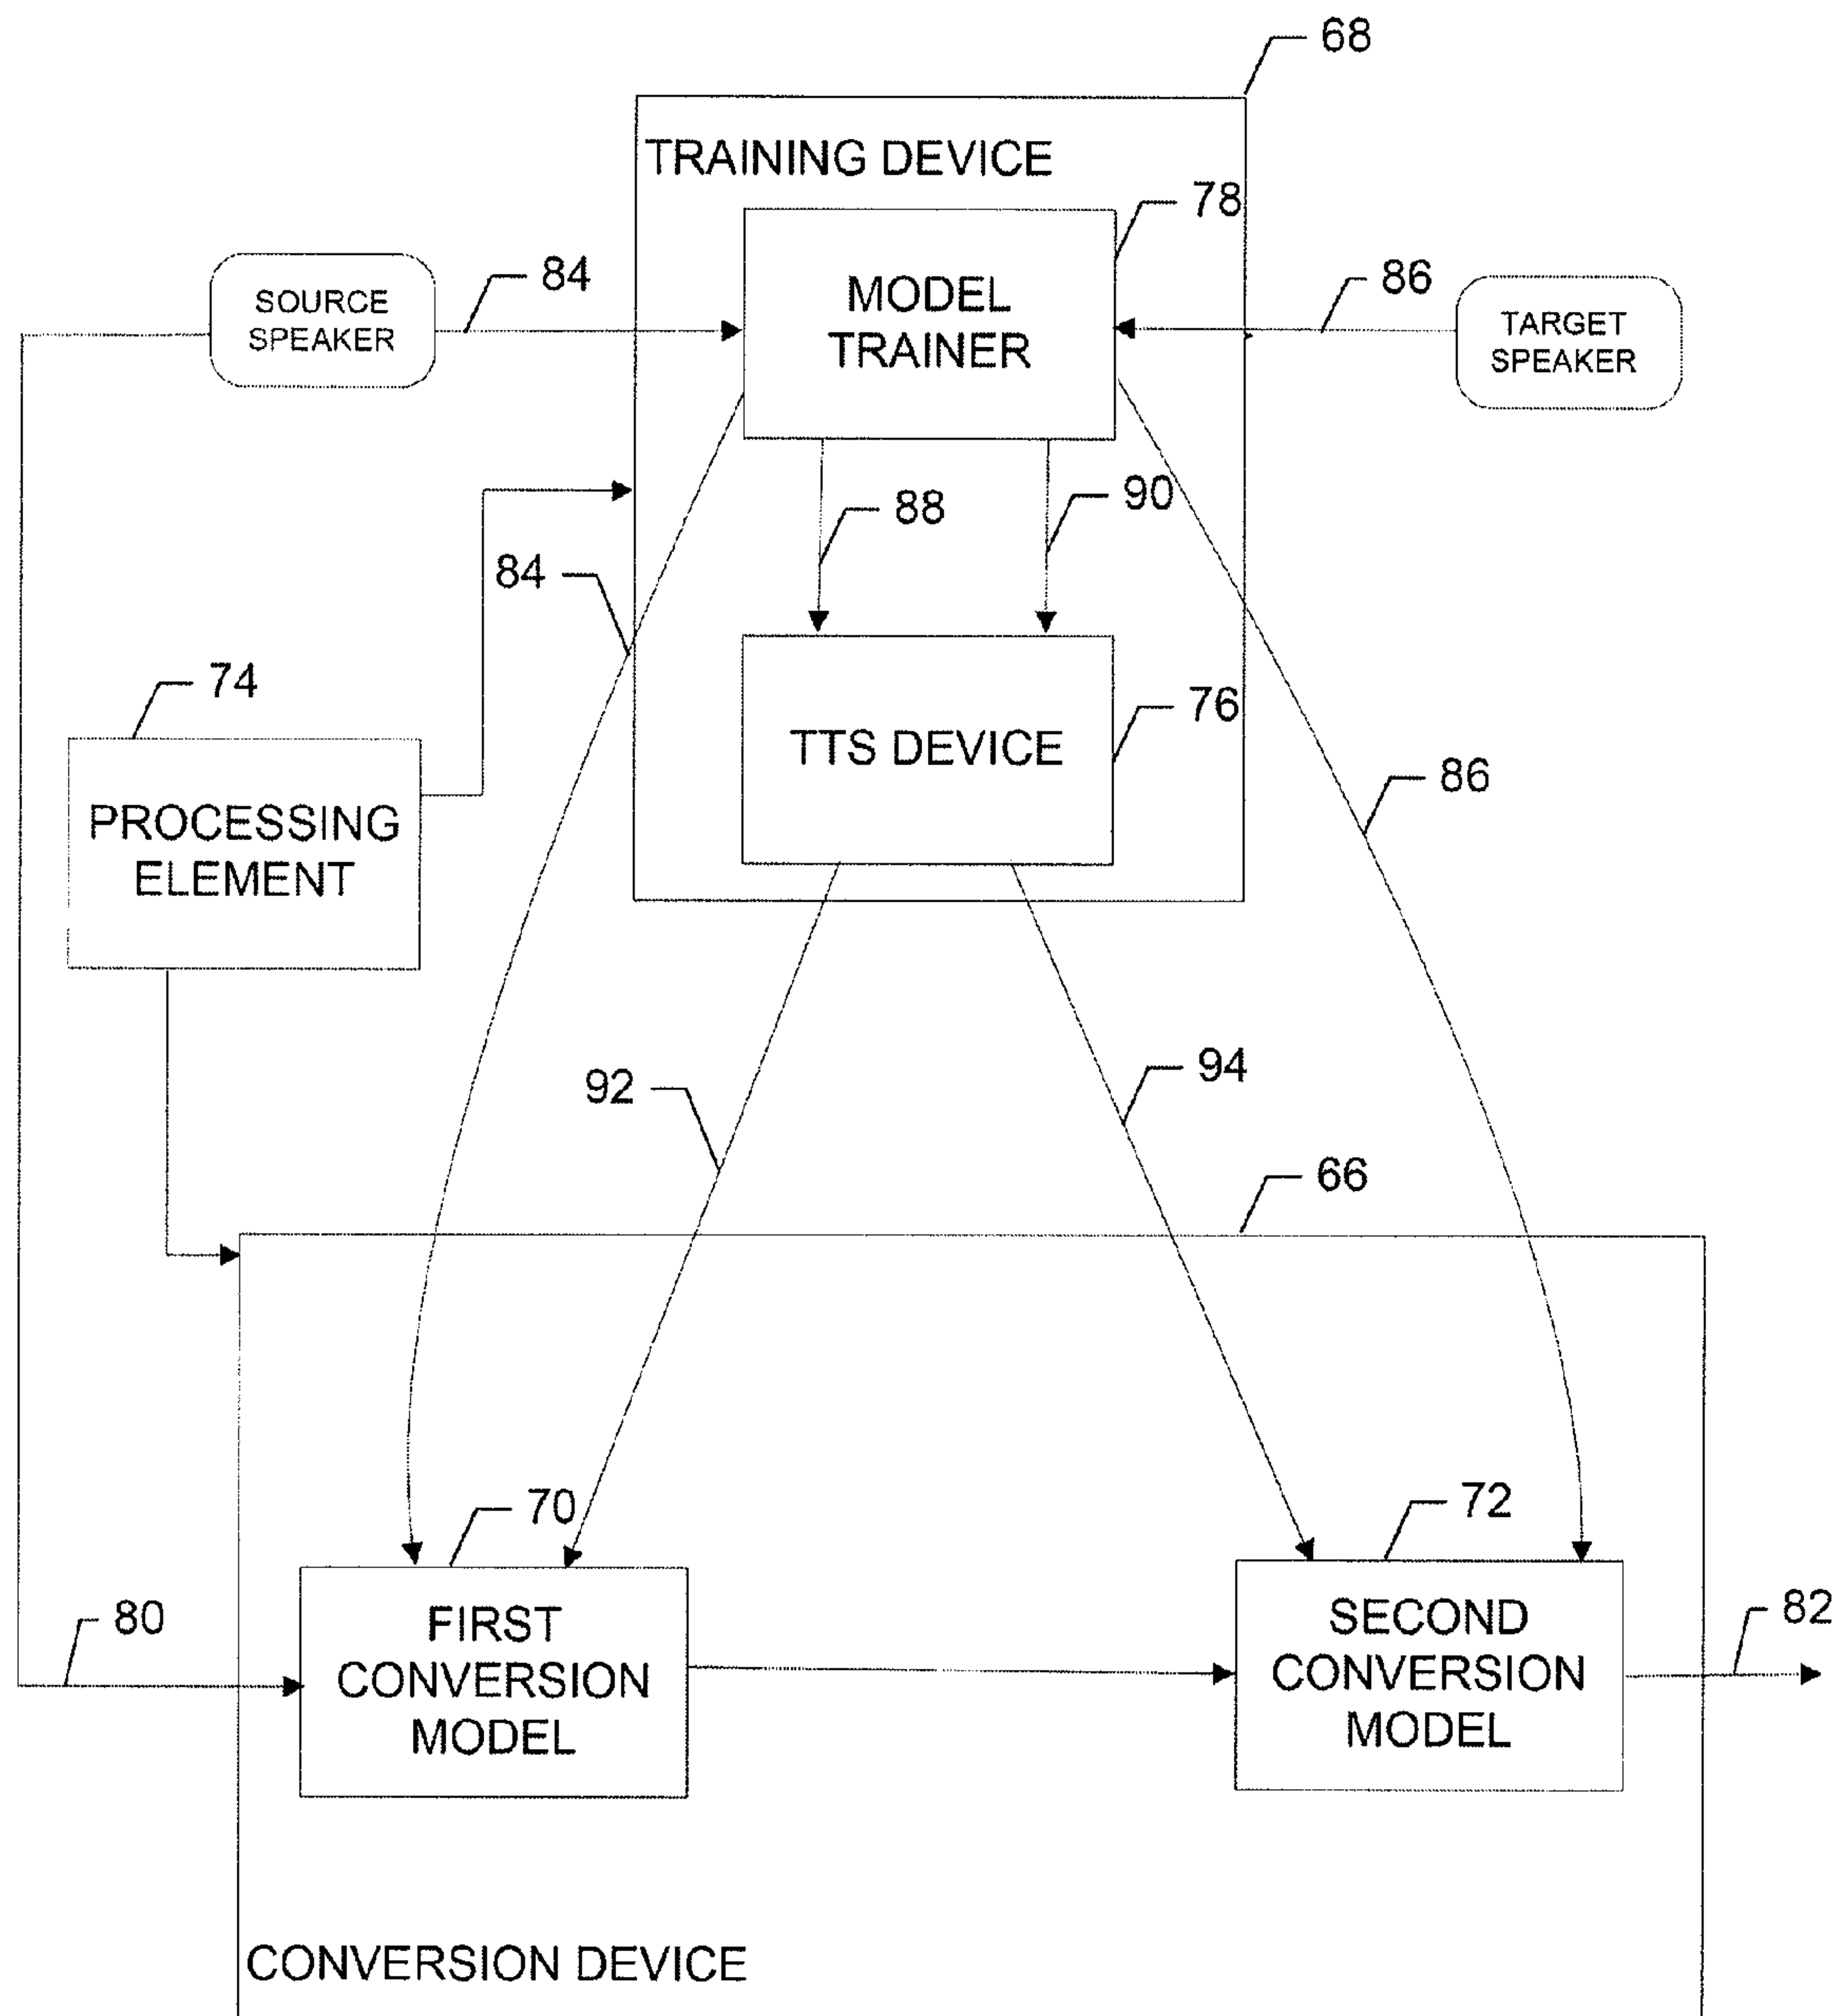 68
TRAINING DEVICE
78
MODEL
TRAINER
84
86
SOURCE
SPEAKER
TARGET
SPEAKER
88
90
84
74
76
TTS DEVICE
86
PROCESSING
ELEMENT
92
94
66
70
72
80
FIRST
CONVERSION
MODEL
SECOND
CONVERSION
MODEL
82
CONVERSION DEVICE